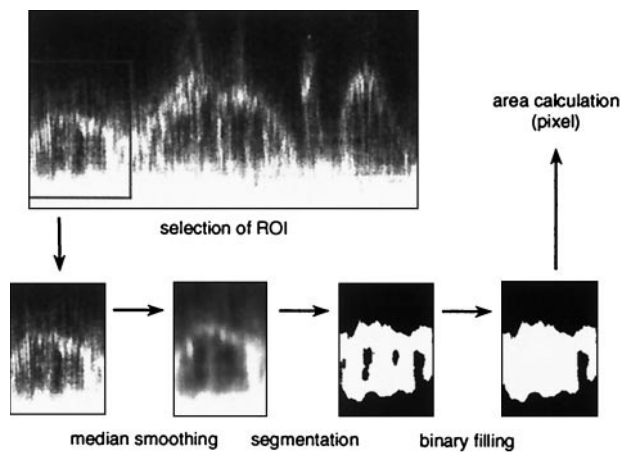 area calculation
(pixel)
selection of ROI
median smoothing
segmentation
binary filling